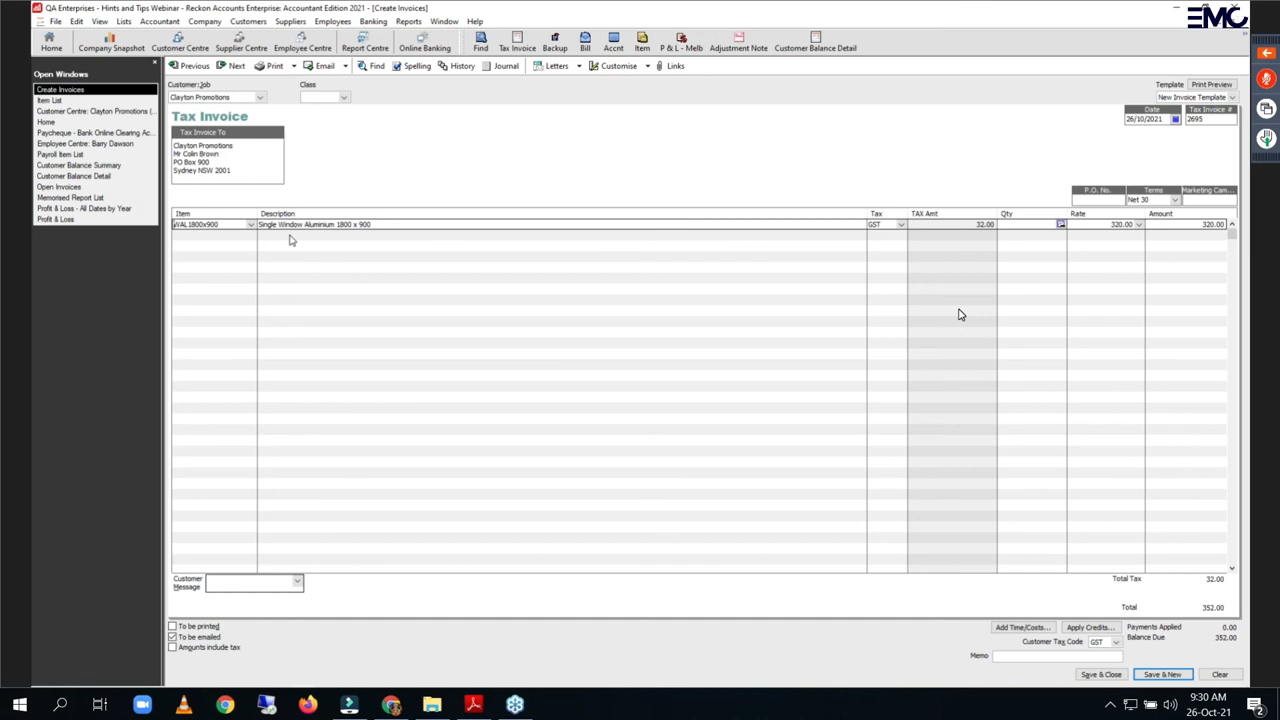 QA Enterprises - Hints and Tips Webinar - Reckon Accounts Enterprise: Accountant Edition 2021 - [Create Invoices]
EMC
File Edit View Lists Accountant Company Customers Suppliers Employees Banking Reports Window Help
Home Company Snapshot Customer Centre Supplier Centre Employee Centre Report Centre Online Banking Find Tax Invoice Backup Bill Accnt Item P & L - Melb Adjustment Note Customer Balance Detail
Previous Next Print Email Find Spelling History Journal Letters Customise Links
Open Windows
Create Invoices
Item List
Customer Centre: Clayton Promotions (...
Home
Paycheque - Bank Online Clearing Ac...
Employee Centre: Barry Dawson
Payroll Item List
Customer Balance Summary
Customer Balance Detail
Open Invoices
Memorised Report List
Profit & Loss - All Dates by Year
Profit & Loss
Customer:Job Class Template Print Preview
Clayton Promotions New Invoice Template
Tax Invoice
Date Tax Invoice #
26/10/2021 2695
Tax Invoice To
Clayton Promotions
Mr Colin Brown
PO Box 900
Sydney NSW 2001
P.O. No. Terms Marketing Cam...
Net 30
Item Description Tax TAX Amt Qty Rate Amount
WAL1800x900 Single Window Aluminium 1800 x 900 GST 32.00 320.00 320.00
Customer Message
Total Tax 32.00
Total 352.00
To be printed
To be emailed
Amounts include tax
Add Time/Costs... Apply Credits... Payments Applied 0.00
Balance Due 352.00
Customer Tax Code GST
Memo
Save & Close Save & New Clear
9:30 AM
26-Oct-21
2